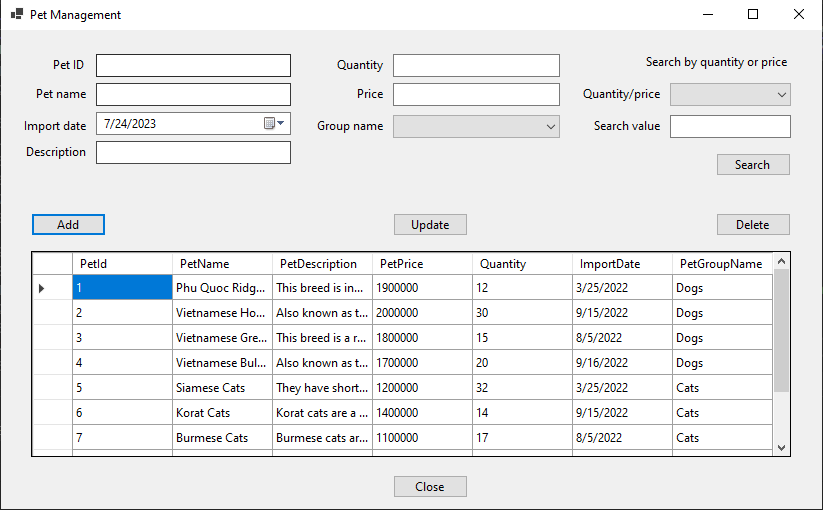 Pet Management
Pet ID Quantity Search by quantity or price
Pet name Price Quantity/price
Import date 7/24/2023 Group name Search value
Description
Search
Add Update Delete
PetId PetName PetDescription PetPrice Quantity ImportDate PetGroupName
1 Phu Quoc Ridg... This breed is in... 1900000 12 3/25/2022 Dogs
2 Vietnamese Ho... Also known as t... 2000000 30 9/15/2022 Dogs
3 Vietnamese Gre... This breed is a r... 1800000 15 8/5/2022 Dogs
4 Vietnamese Bul... Also known as t... 1700000 20 9/16/2022 Dogs
5 Siamese Cats They have short... 1200000 32 3/25/2022 Cats
6 Korat Cats Korat cats are a ... 1400000 14 9/15/2022 Cats
7 Burmese Cats Burmese cats ar... 1100000 17 8/5/2022 Cats
Close